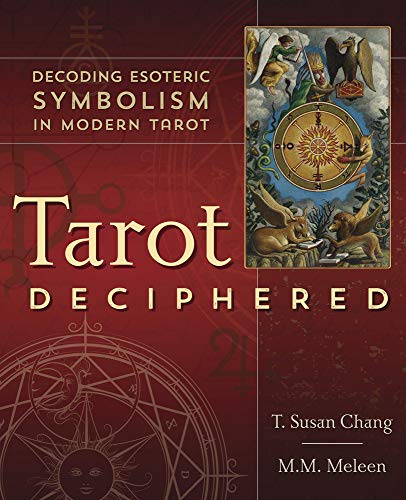 DECODING ESOTERIC
SYMBOLISM
IN MODERN TAROT
Tarot
DECIPHERED
T. Susan Chang
M.M. Meleen